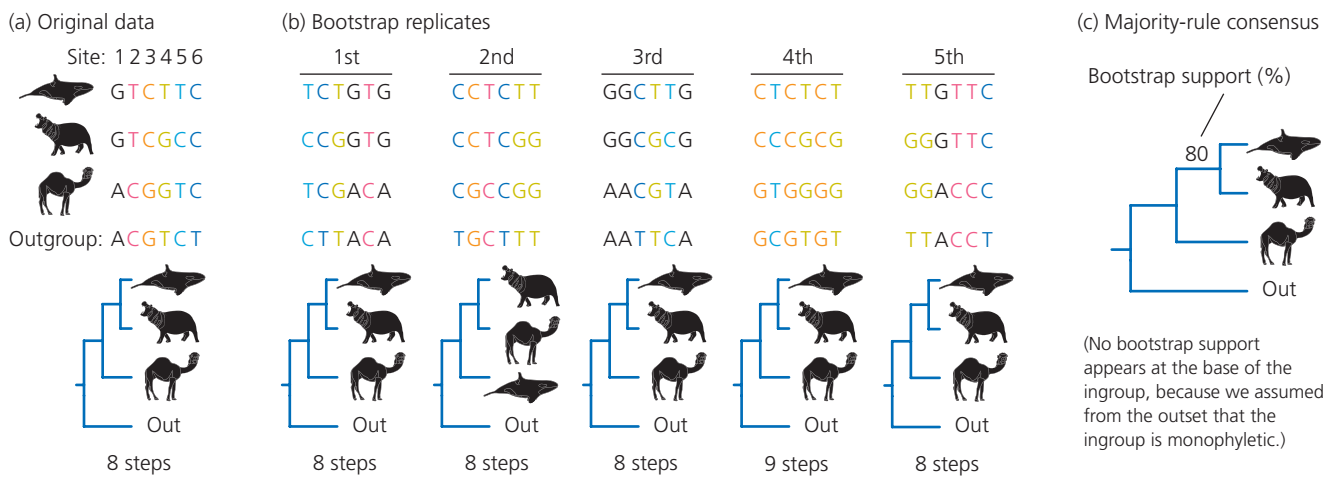 (a) Original data
Site: 1 2 3 4 5 6
GTCTTC
GTCGCC
ACGGTC
Outgroup: ACGTCT
Out
8 steps
(b) Bootstrap replicates
1st 2nd 3rd 4th 5th
TCTGTG CCTCTT GGCTTG CTCTCT TTGTTC
CCGGTG CCTCGG GGCGCG CCCGCG GGGTTC
TCGACA CGCCGG AACGTA GTGGGG GGACCC
CTTACA TGCTTT AATTCA GCGTGT TTACCT
Out Out Out Out Out
8 steps 8 steps 8 steps 9 steps 8 steps
(c) Majority-rule consensus
Bootstrap support (%)
80
Out
(No bootstrap support
appears at the base of the
ingroup, because we assumed
from the outset that the
ingroup is monophyletic.)